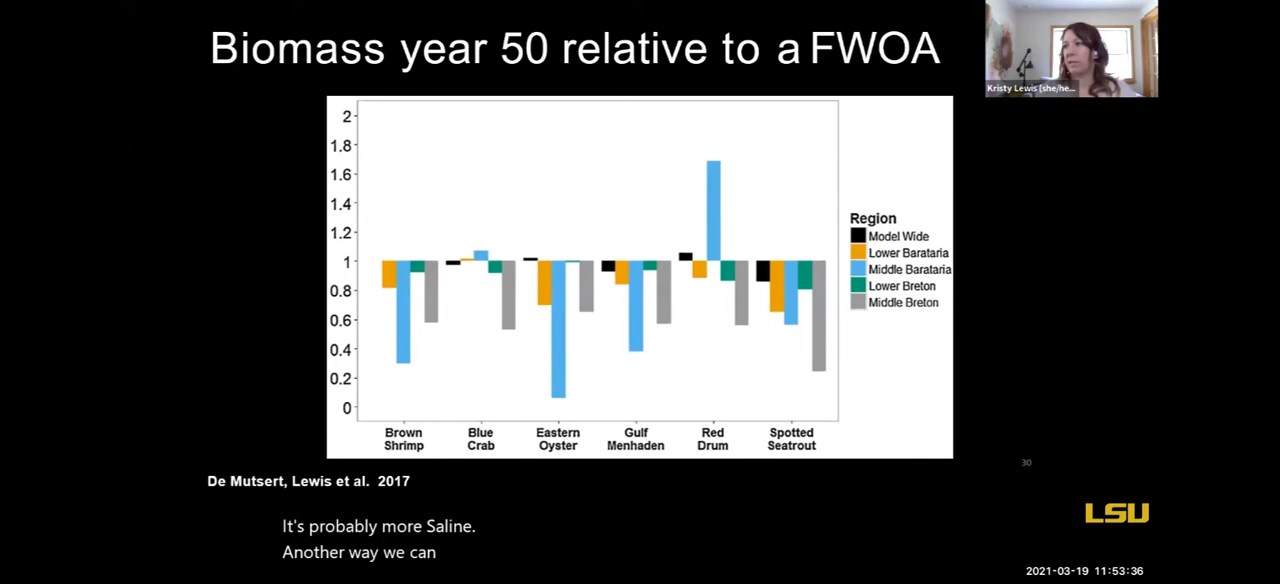 Biomass year 50 relative to a FWOA
Kristy Lewis (she/he...
2
1.8
1.6
1.4
1.2
1
0.8
0.6
0.4
0.2
0
Brown
Shrimp
Blue
Crab
Eastern
Oyster
Gulf
Menhaden
Red
Drum
Spotted
Seatrout
Region
Model Wide
Lower Barataria
Middle Barataria
Lower Breton
Middle Breton
30
De Mutsert, Lewis et al. 2017
It's probably more Saline.
Another way we can
LSU
2021-03-19 11:53:36